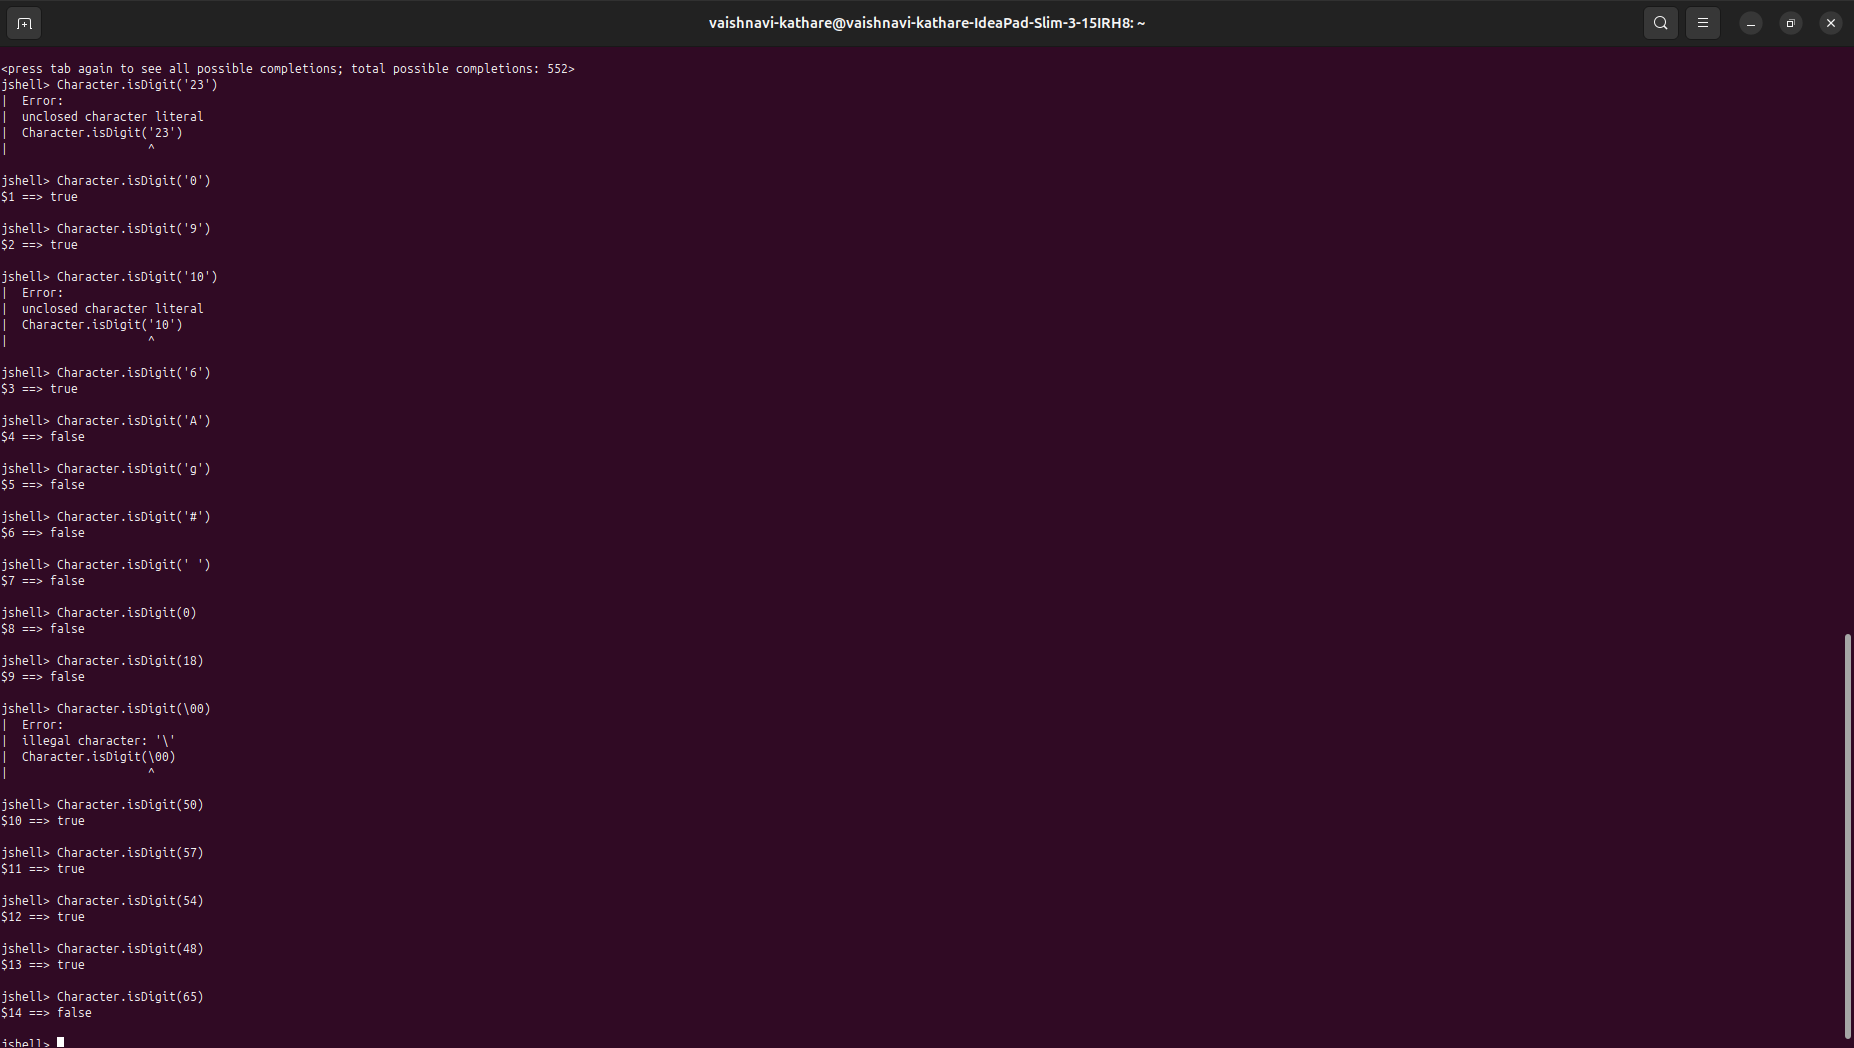 vaishnavi-kathare@vaishnavi-kathare-IdeaPad-Slim-3-15IRH8: ~
<press tab again to see all possible completions; total possible completions: 552>
jshell> Character.isDigit('23')
|  Error:
|  unclosed character literal
|  Character.isDigit('23')
|                    ^
jshell> Character.isDigit('0')
$1 ==> true
jshell> Character.isDigit('9')
$2 ==> true
jshell> Character.isDigit('10')
|  Error:
|  unclosed character literal
|  Character.isDigit('10')
|                    ^
jshell> Character.isDigit('6')
$3 ==> true
jshell> Character.isDigit('A')
$4 ==> false
jshell> Character.isDigit('g')
$5 ==> false
jshell> Character.isDigit('#')
$6 ==> false
jshell> Character.isDigit(' ')
$7 ==> false
jshell> Character.isDigit(0)
$8 ==> false
jshell> Character.isDigit(18)
$9 ==> false
jshell> Character.isDigit(\00)
|  Error:
|  illegal character: '\'
|  Character.isDigit(\00)
|                    ^
jshell> Character.isDigit(50)
$10 ==> true
jshell> Character.isDigit(57)
$11 ==> true
jshell> Character.isDigit(54)
$12 ==> true
jshell> Character.isDigit(48)
$13 ==> true
jshell> Character.isDigit(65)
$14 ==> false
jshell>